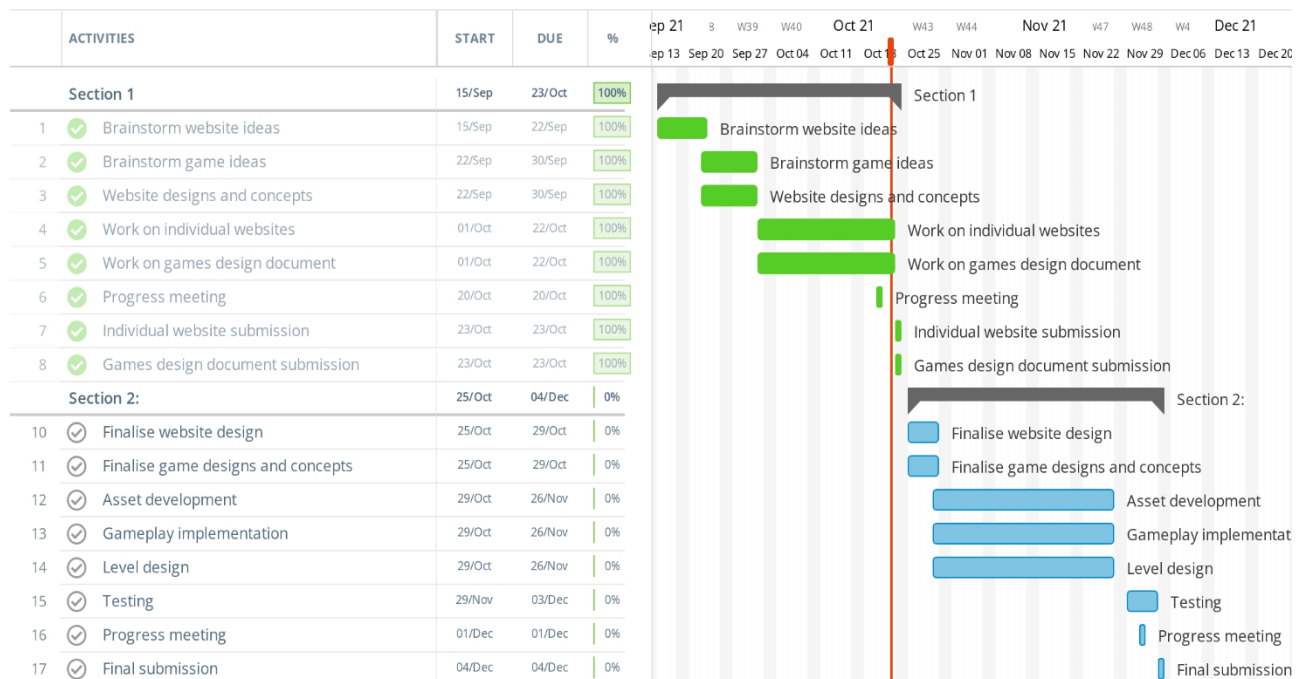 ep 21 8 W39 W40 Oct 21 W43 W44 Nov 21 W47 W48 W4 Dec 21
ACTIVITIES START DUE %
ep 13 Sep 20 Sep 27 Oct 04 Oct 11 Oct 18 Oct 25 Nov 01 Nov 08 Nov 15 Nov 22 Nov 29 Dec 06 Dec 13 Dec 20
Section 1 15/Sep 23/Oct 100% Section 1
1 Brainstorm website ideas 15/Sep 22/Sep 100% Brainstorm website ideas
2 Brainstorm game ideas 22/Sep 30/Sep 100% Brainstorm game ideas
3 Website designs and concepts 22/Sep 30/Sep 100% Website designs and concepts
4 Work on individual websites 01/Oct 22/Oct 100% Work on individual websites
5 Work on games design document 01/Oct 22/Oct 100% Work on games design document
6 Progress meeting 20/Oct 20/Oct 100% Progress meeting
7 Individual website submission 23/Oct 23/Oct 100% Individual website submission
8 Games design document submission 23/Oct 23/Oct 100% Games design document submission
Section 2: 25/Oct 04/Dec 0% Section 2:
10 Finalise website design 25/Oct 29/Oct 0% Finalise website design
11 Finalise game designs and concepts 25/Oct 29/Oct 0% Finalise game designs and concepts
12 Asset development 29/Oct 26/Nov 0% Asset development
13 Gameplay implementation 29/Oct 26/Nov 0% Gameplay implementat
14 Level design 29/Oct 26/Nov 0% Level design
15 Testing 29/Nov 03/Dec 0% Testing
16 Progress meeting 01/Dec 01/Dec 0% Progress meeting
17 Final submission 04/Dec 04/Dec 0% Final submission